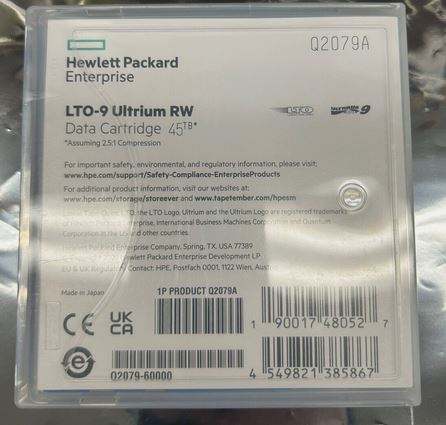 Hewlett Packard
Enterprise
Q2079A
LTO-9 Ultrium RW
Data Cartridge 45TB*
*Assuming 2.5:1 Compression
For important safety, environmental, and regulatory information, please visit:
www.hpe.com/support/Safety-Compliance-EnterpriseProducts
For additional product information, visit our websites at:
www.hpe.com/storage/storeever and www.tapetember.com/hpesm
LTO, the LTO Logo, Ultrium and the Ultrium Logo are registered trademarks
International Business Machines Corporation and Quantum
Corporation in the US and other countries.
Packard Enterprise Company, Spring, TX. USA 77389
Hewlett Packard Enterprise Development LP
EU & UK Regulatory Contact: HPE, Postfach 0001, 1122 Wien,
Made in Japan
1P PRODUCT Q2079A
CE
UK
CA
1 90017 48052 7
e
Q2079-60000
4 549821 385867